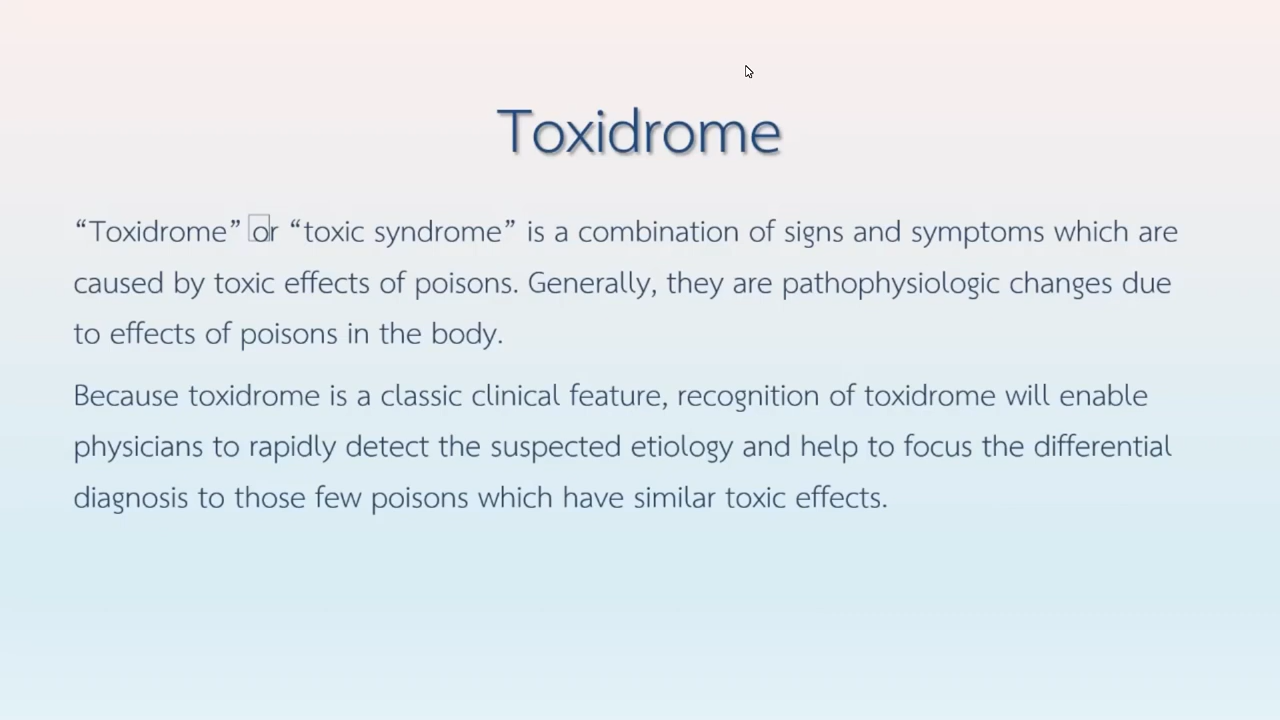 Toxidrome
“Toxidrome” or “toxic syndrome” is a combination of signs and symptoms which are
caused by toxic effects of poisons. Generally, they are pathophysiologic changes due
to effects of poisons in the body.
Because toxidrome is a classic clinical feature, recognition of toxidrome will enable
physicians to rapidly detect the suspected etiology and help to focus the differential
diagnosis to those few poisons which have similar toxic effects.